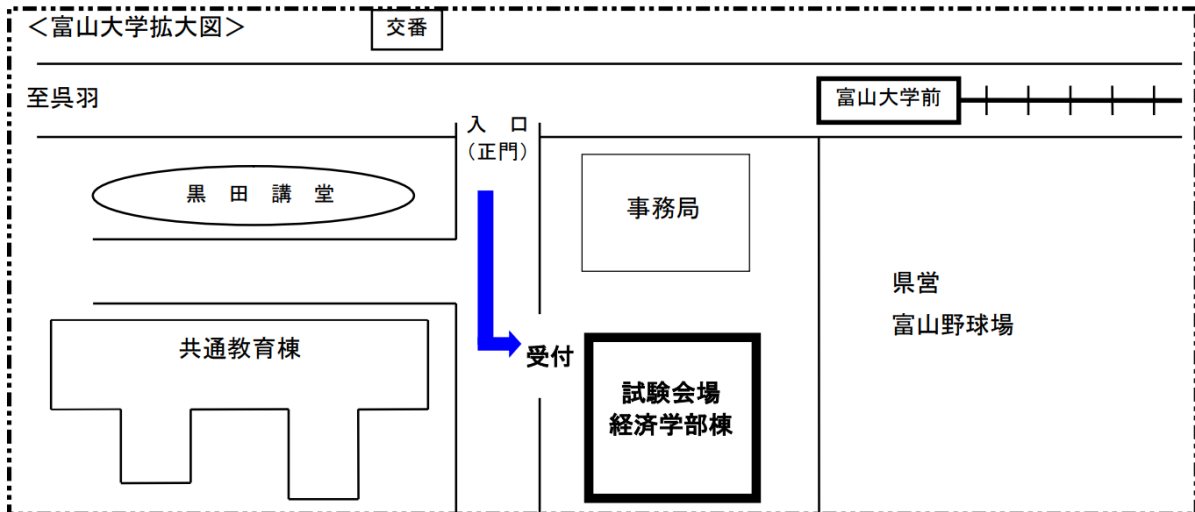 ＜富山大学拡大図＞
交番
至呉羽
富山大学前
入　口
（正門）
黒　田　講　堂
事務局
県営
富山野球場
共通教育棟
受付
試験会場
経済学部棟